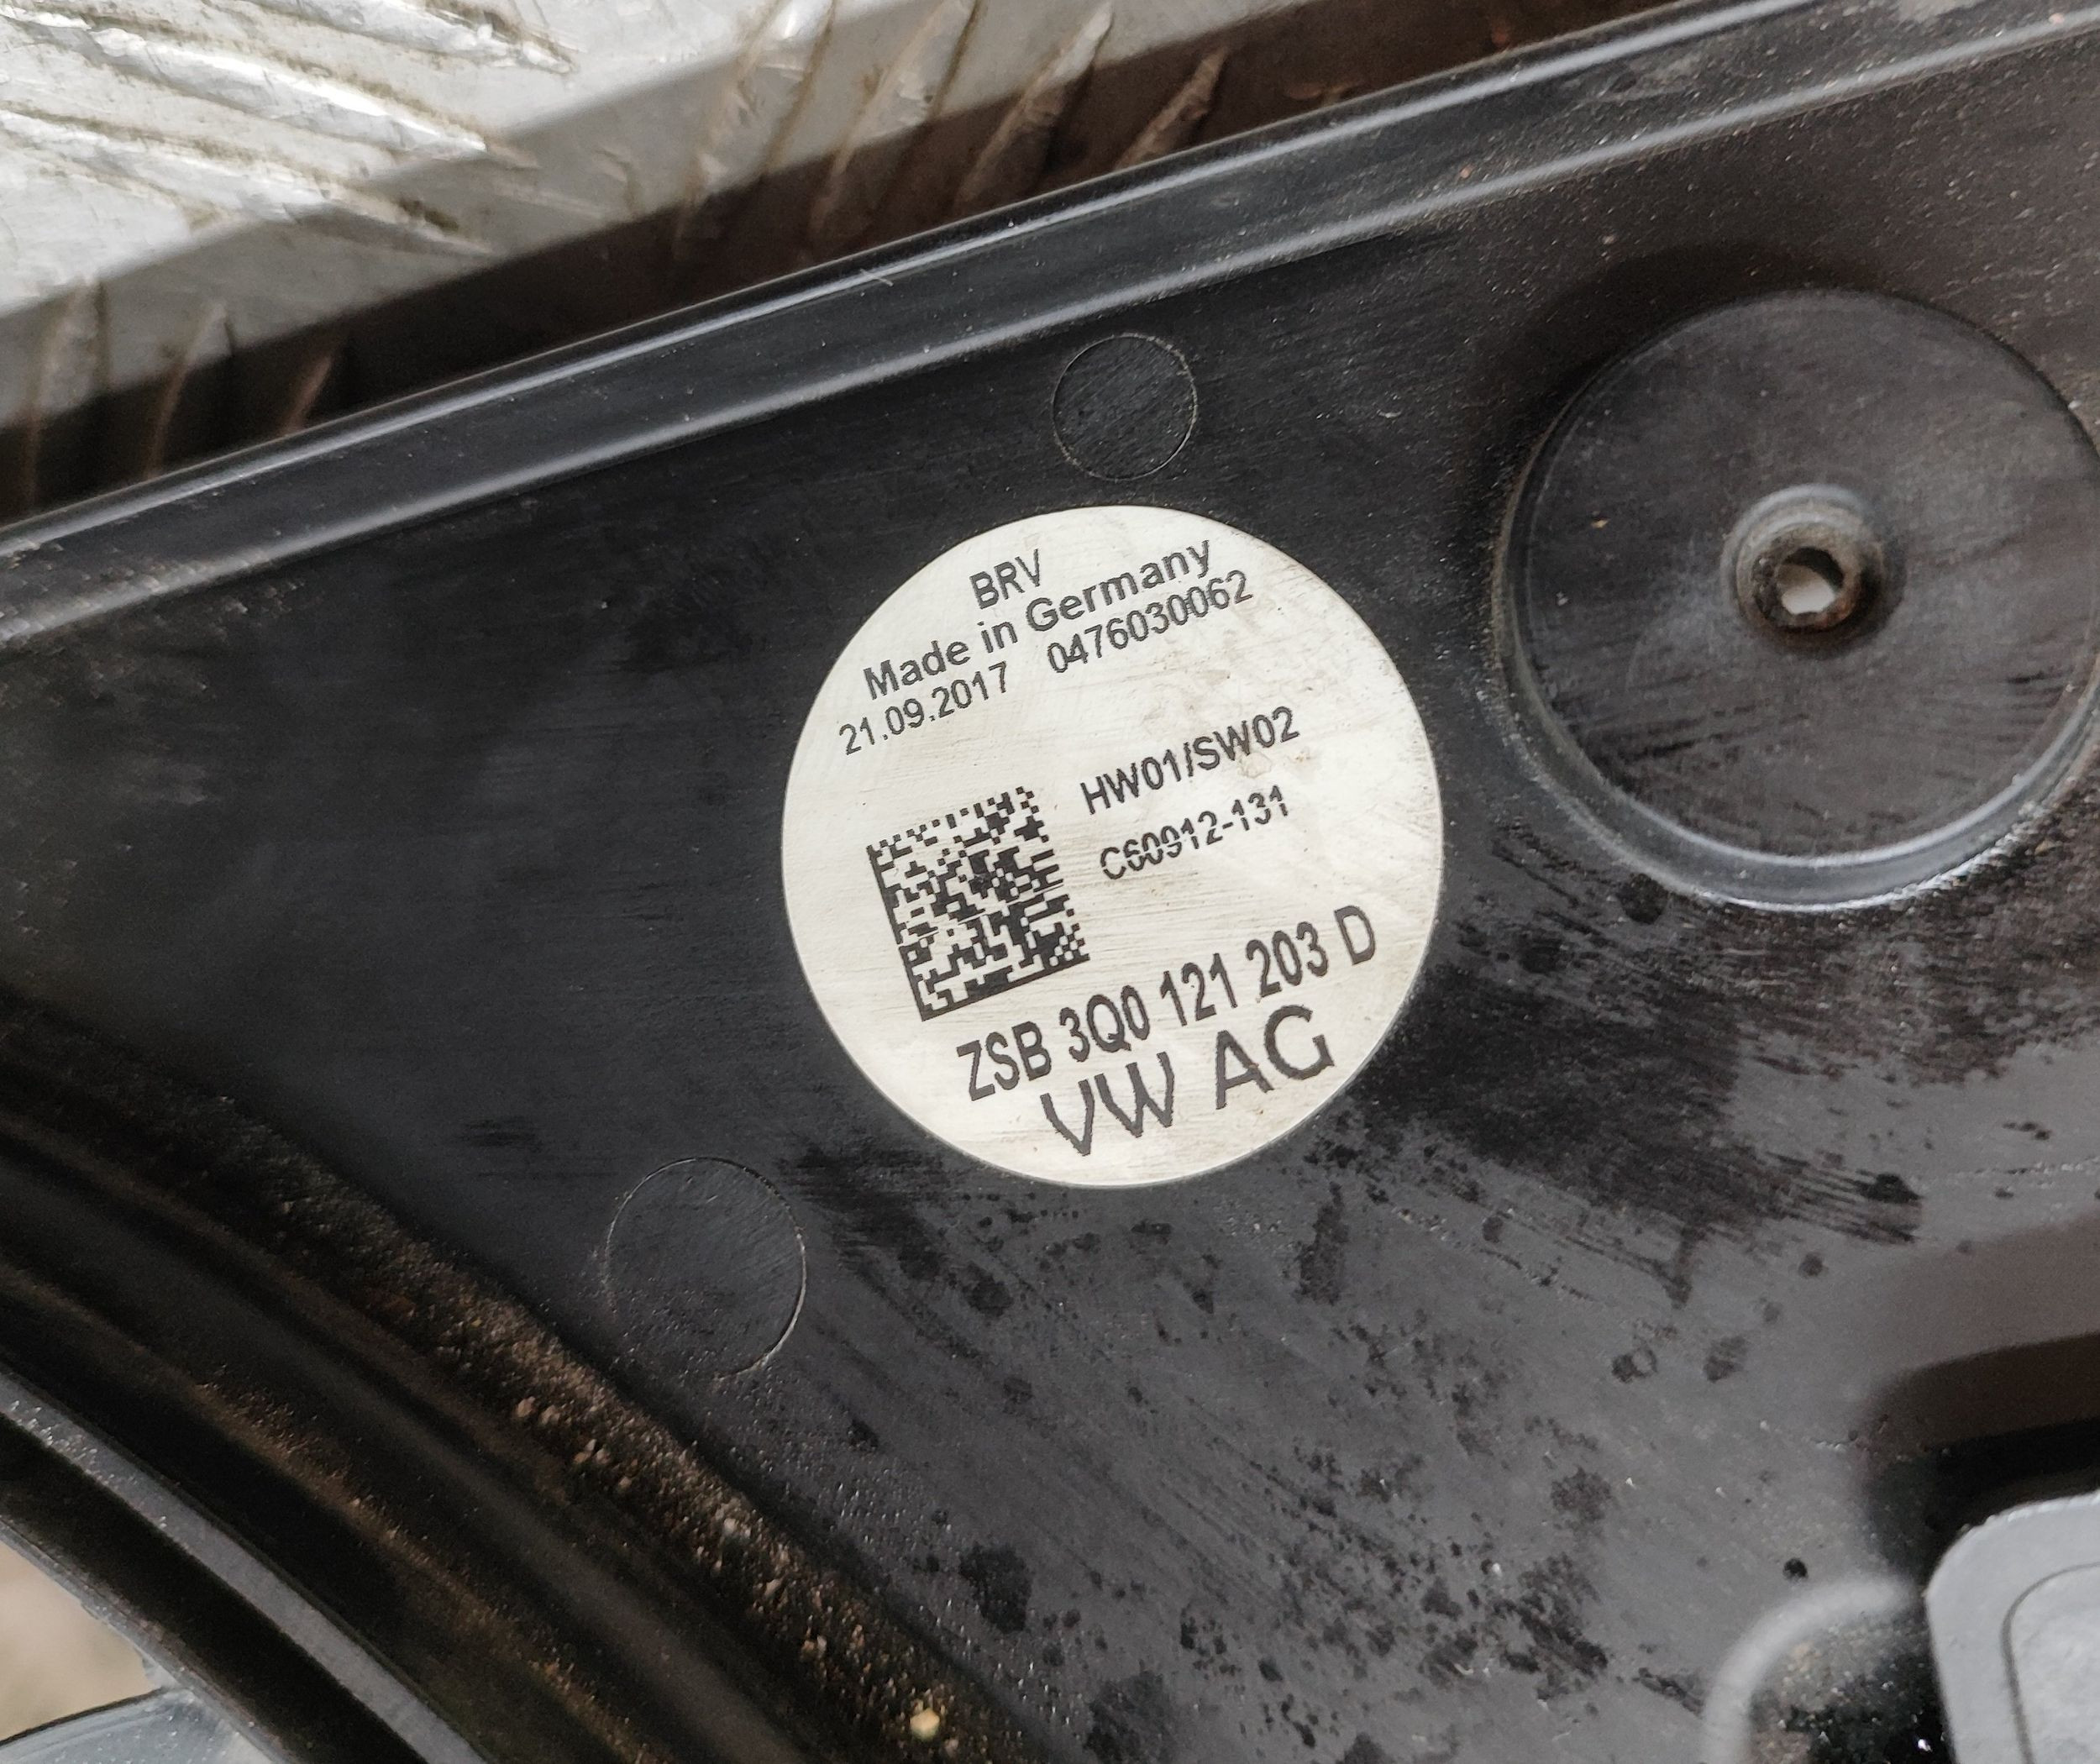 BRV
Made in Germany
21.09.2017 0476030062
HW01/SW02
C60912-131
ZSB 3Q0 121 203 D
VW AG